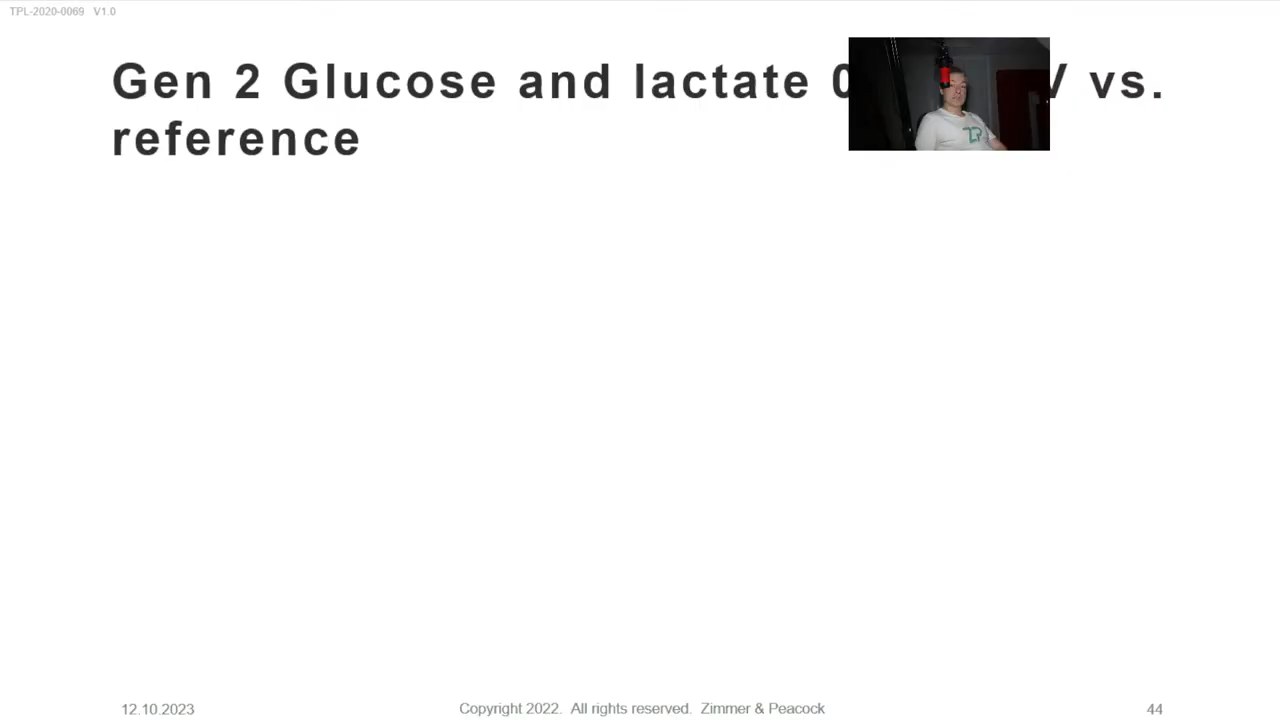 TPL-2020-0069 V1.0
Gen 2 Glucose and lactate vs.
reference
12.10.2023
Copyright 2022. All rights reserved. Zimmer & Peacock
44